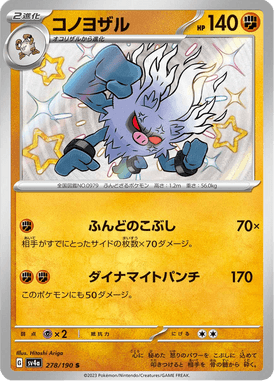 2進化
コノヨザル
HP 140
オコリザルから進化
全国図鑑 NO.0979 ふんどざるポケモン 高さ：1.2m 重さ：56.0kg
ふんどのこぶし 70×
相手がすでにとったサイドの枚数×70ダメージ。
ダイナマイトパンチ 170
このポケモンにも50ダメージ。
弱点 ×2 抵抗力 にげる
Illus. Hitoshi Ariga
sv4a 278/190 S
©2023 Pokémon/Nintendo/Creatures/GAME FREAK.